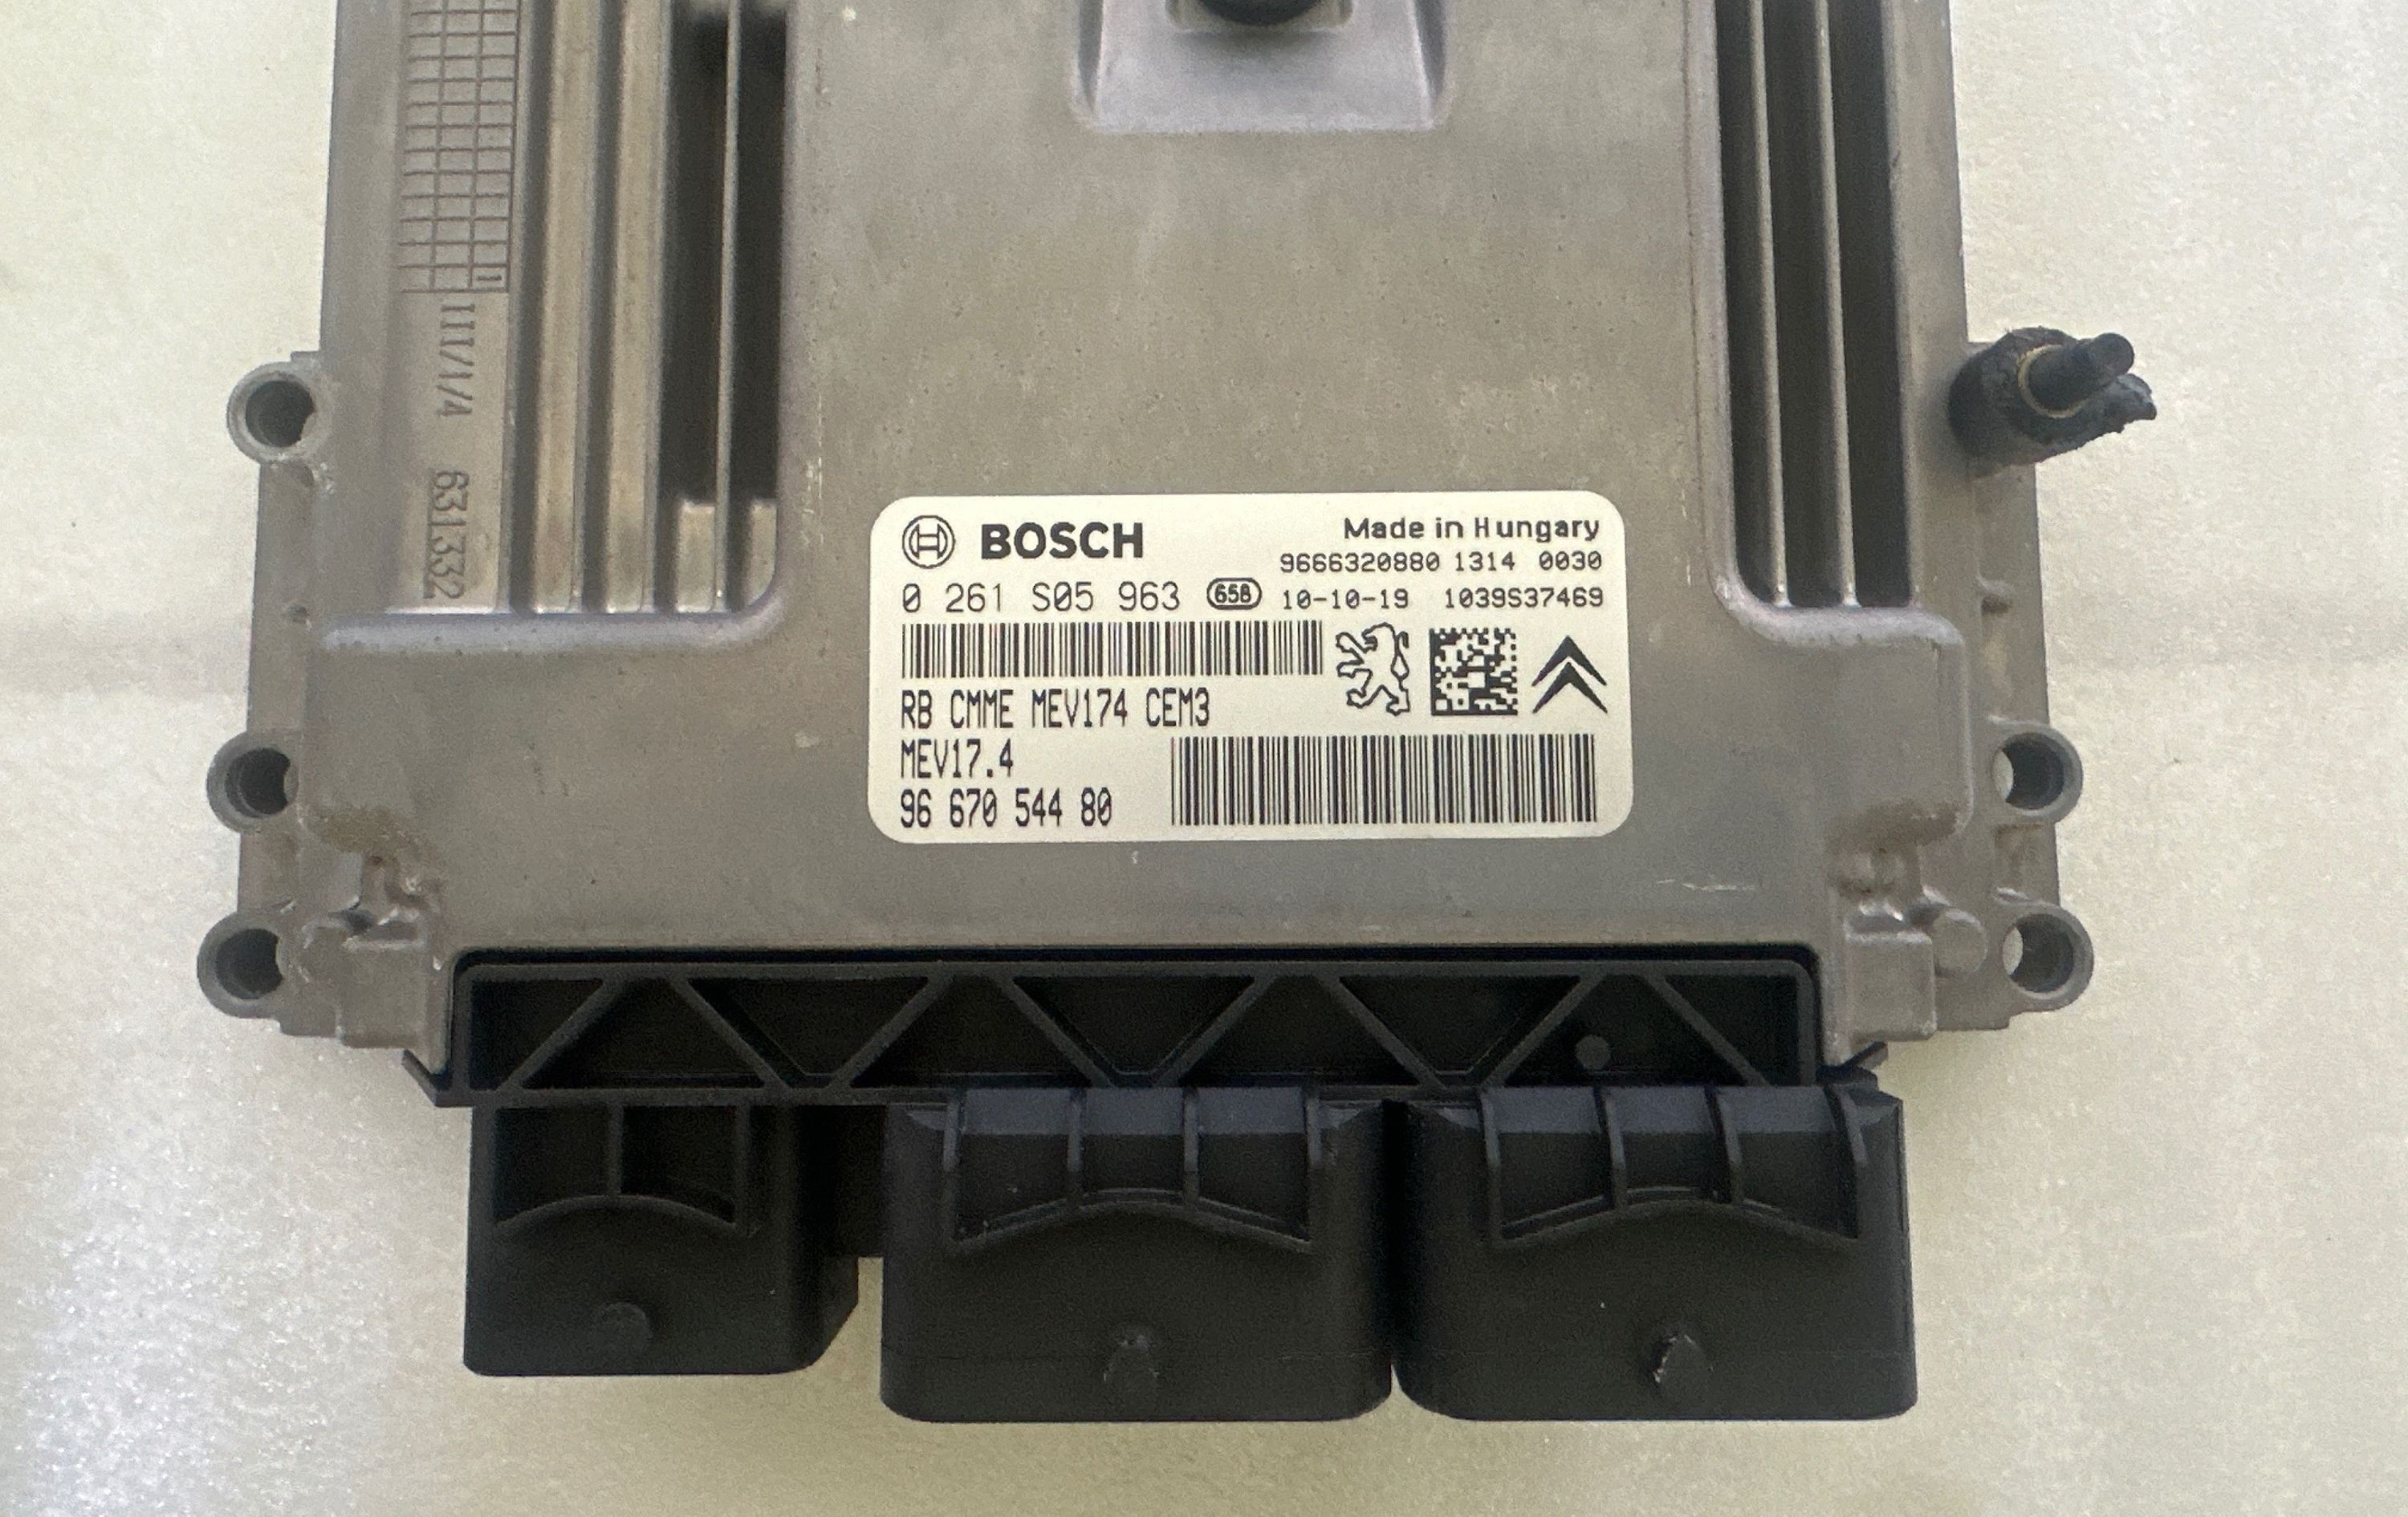 1
III/1/4 631332
BOSCH
Made in Hungary
9666320880 1314 0030
0 261 S05 963 658 10-10-19 1039S37469
RB CMME MEV174 CEM3
MEV17.4
96 670 544 80